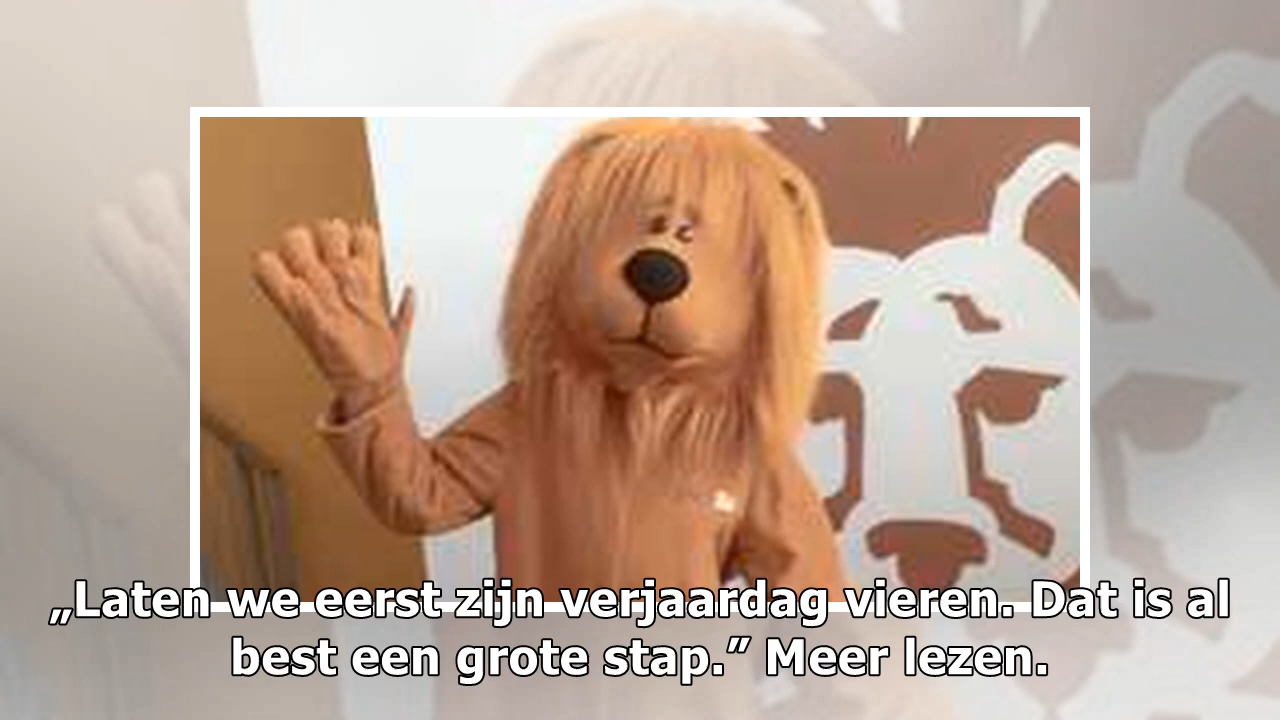 „Laten we eerst zijn verjaardag vieren. Dat is al
best een grote stap.” Meer lezen.